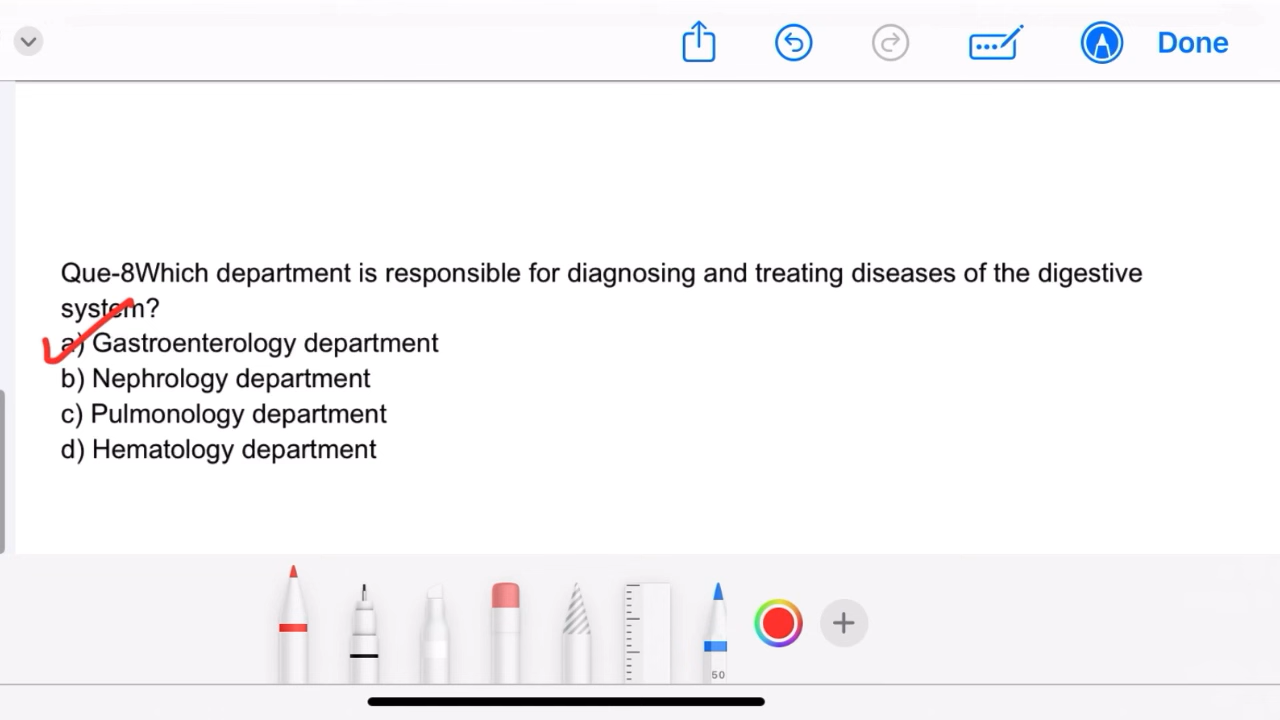 Done
Que-8Which department is responsible for diagnosing and treating diseases of the digestive
system?
a) Gastroenterology department
b) Nephrology department
c) Pulmonology department
d) Hematology department
50